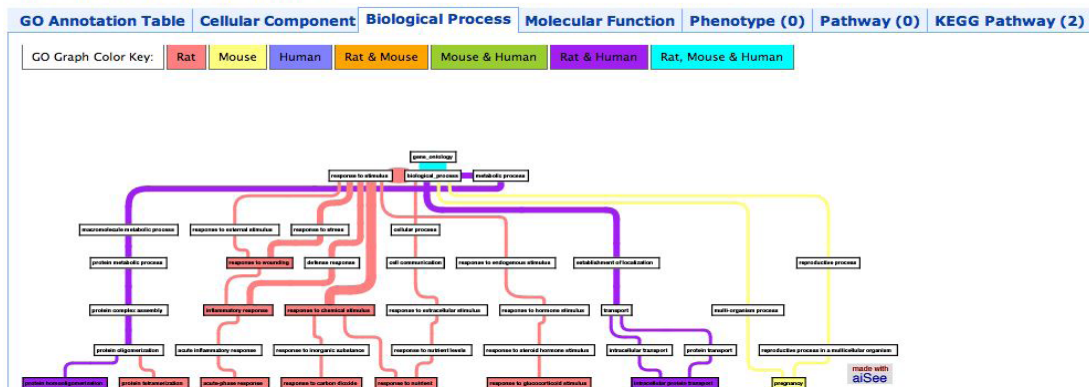 GO Annotation Table Cellular Component Biological Process Molecular Function Phenotype (0) Pathway (0) KEGG Pathway (2)
GO Graph Color Key: Rat Mouse Human Rat & Mouse Mouse & Human Rat & Human Rat, Mouse & Human
gene_ontology
response to stimulus biological_process metabolic process
macromolecule metabolic process response to external stimulus response to stress cellular process
protein metabolic process response to wounding defense response cell communication response to endogenous stimulus establishment of localization reproductive process
protein complex assembly inflammatory response response to chemical stimulus response to extracellular stimulus response to hormone stimulus transport multi-organism process
protein oligomerization acute inflammatory response response to inorganic substance response to nutrient levels response to steroid hormone stimulus intracellular transport protein transport reproductive process in a multicellular organism
made with
aiSee
protein homooligomerization protein tetramerization acute-phase response response to carbon dioxide response to nutrient response to glucocorticoid stimulus intracellular protein transport pregnancy